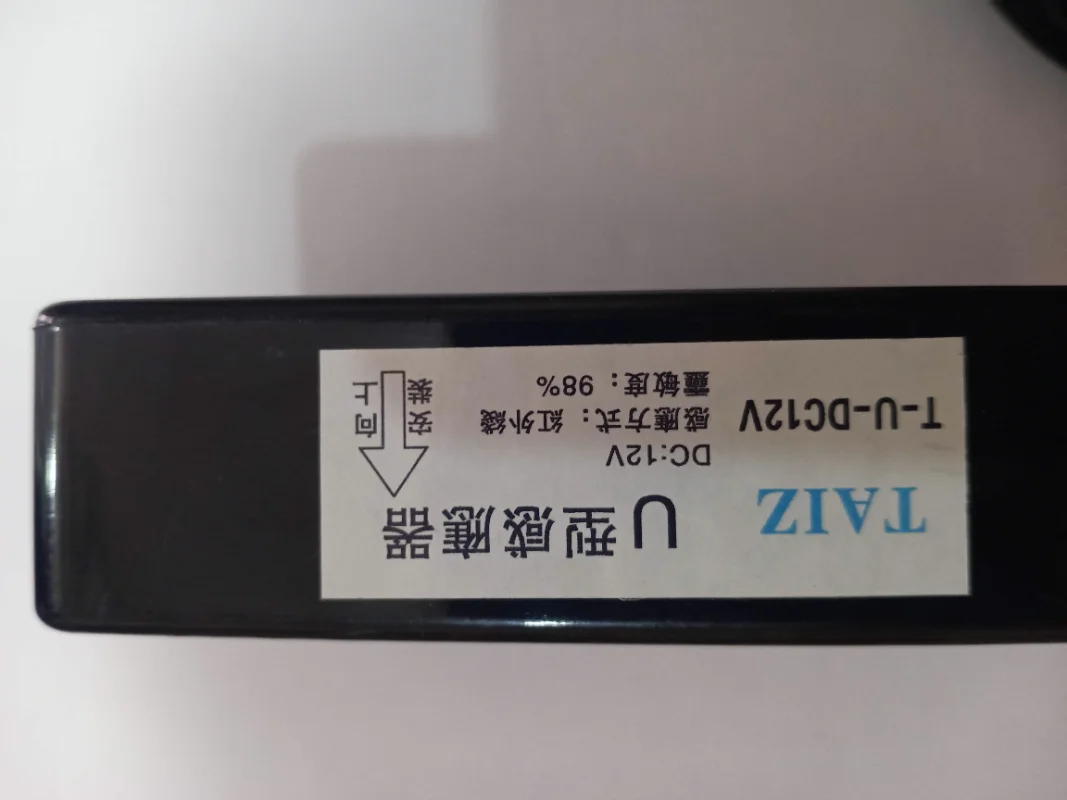 TAIZ
T-U-DC12V
U型感應器
DC:12V
感應方式：紅外綫
靈敏度：98%
安裝
向上